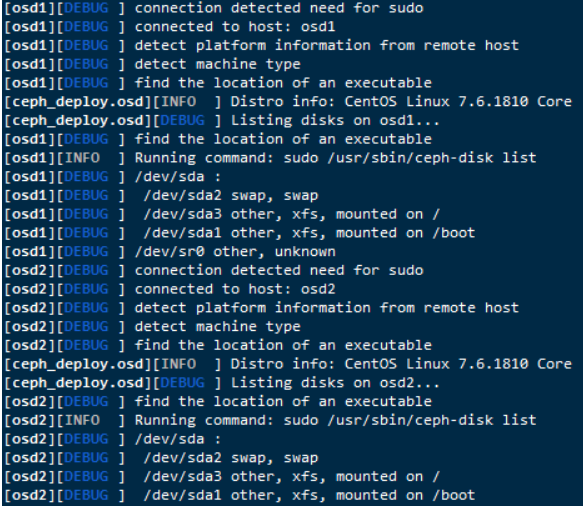 [osd1][DEBUG ] connection detected need for sudo
[osd1][DEBUG ] connected to host: osd1
[osd1][DEBUG ] detect platform information from remote host
[osd1][DEBUG ] detect machine type
[osd1][DEBUG ] find the location of an executable
[ceph_deploy.osd][INFO  ] Distro info: CentOS Linux 7.6.1810 Core
[ceph_deploy.osd][DEBUG ] Listing disks on osd1...
[osd1][DEBUG ] find the location of an executable
[osd1][INFO  ] Running command: sudo /usr/sbin/ceph-disk list
[osd1][DEBUG ] /dev/sda :
[osd1][DEBUG ]  /dev/sda2 swap, swap
[osd1][DEBUG ]  /dev/sda3 other, xfs, mounted on /
[osd1][DEBUG ]  /dev/sda1 other, xfs, mounted on /boot
[osd1][DEBUG ] /dev/sr0 other, unknown
[osd2][DEBUG ] connection detected need for sudo
[osd2][DEBUG ] connected to host: osd2
[osd2][DEBUG ] detect platform information from remote host
[osd2][DEBUG ] detect machine type
[osd2][DEBUG ] find the location of an executable
[ceph_deploy.osd][INFO  ] Distro info: CentOS Linux 7.6.1810 Core
[ceph_deploy.osd][DEBUG ] Listing disks on osd2...
[osd2][DEBUG ] find the location of an executable
[osd2][INFO  ] Running command: sudo /usr/sbin/ceph-disk list
[osd2][DEBUG ] /dev/sda :
[osd2][DEBUG ]  /dev/sda2 swap, swap
[osd2][DEBUG ]  /dev/sda3 other, xfs, mounted on /
[osd2][DEBUG ]  /dev/sda1 other, xfs, mounted on /boot